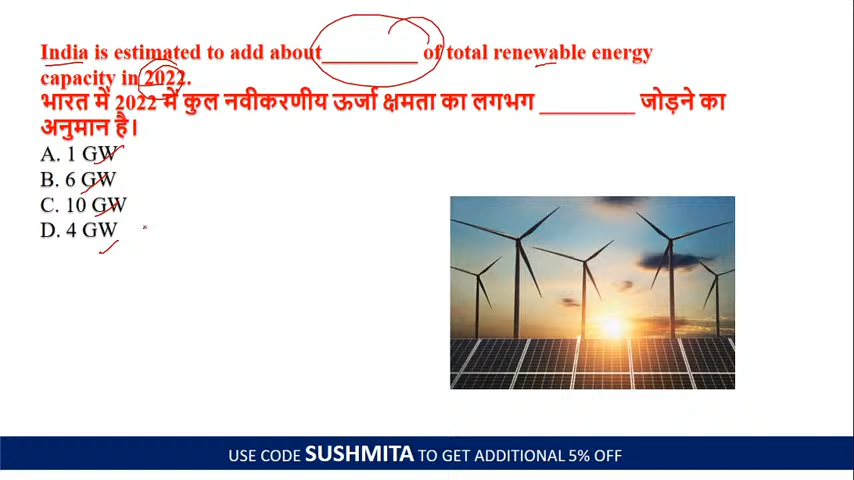 India is estimated to add about__________ of total renewable energy
capacity in 2022.
भारत में 2022 में कुल नवीकरणीय ऊर्जा क्षमता का लगभग __________ जोड़ने का
अनुमान है।
A. 1 GW
B. 6 GW
C. 10 GW
D. 4 GW
USE CODE SUSHMITA TO GET ADDITIONAL 5% OFF